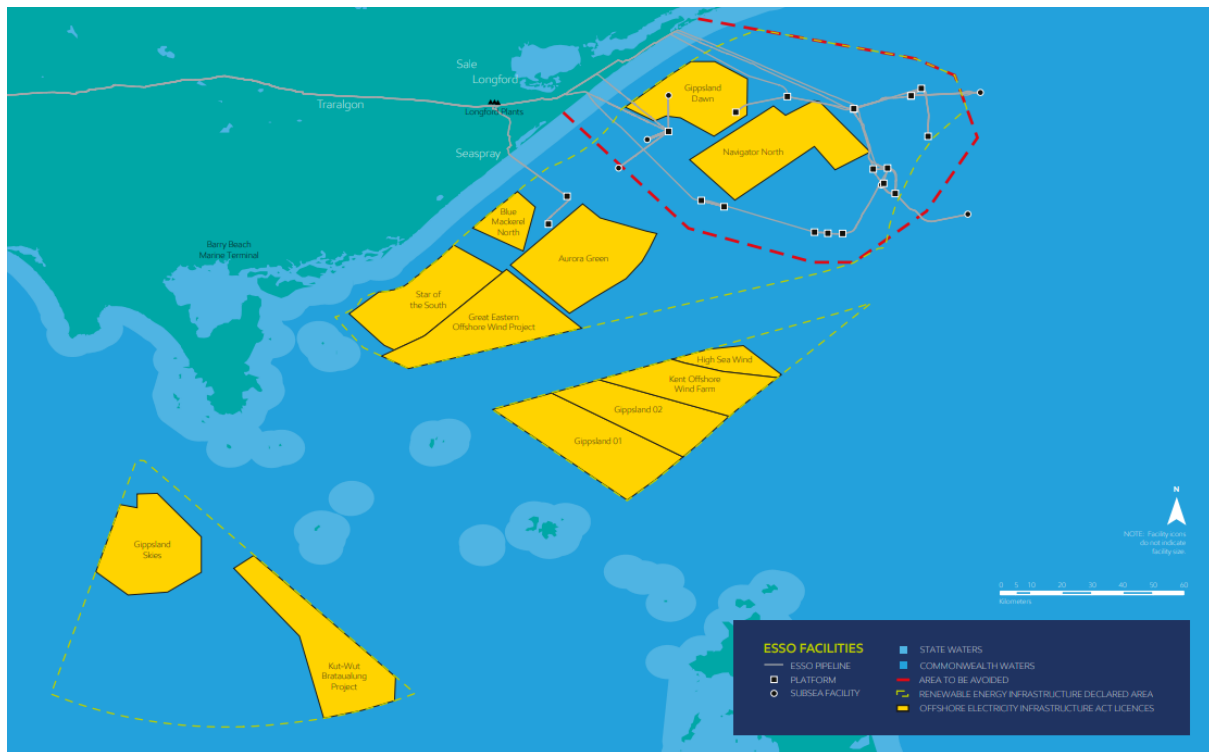 Sale
Longford
Traralgon
Longford Plants
Seaspray
Barry Beach
Marine Terminal
Gippsland
Dawn
Navigator North
Blue
Mackerel
North
Aurora Green
Star of
the South
Great Eastern
Offshore Wind Project
High Sea Wind
Kent Offshore
Wind Farm
Gippsland 02
Gippsland 01
Gippsland
Skies
Kut-Wut
Brataualung
Project
N
NOTE: Facility icons
do not indicate
facility size.
0 5 10 20 30 40 50 60
Kilometers
ESSO FACILITIES
ESSO PIPELINE
PLATFORM
SUBSEA FACILITY
STATE WATERS
COMMONWEALTH WATERS
AREA TO BE AVOIDED
RENEWABLE ENERGY INFRASTRUCTURE DECLARED AREA
OFFSHORE ELECTRICITY INFRASTRUCTURE ACT LICENCES